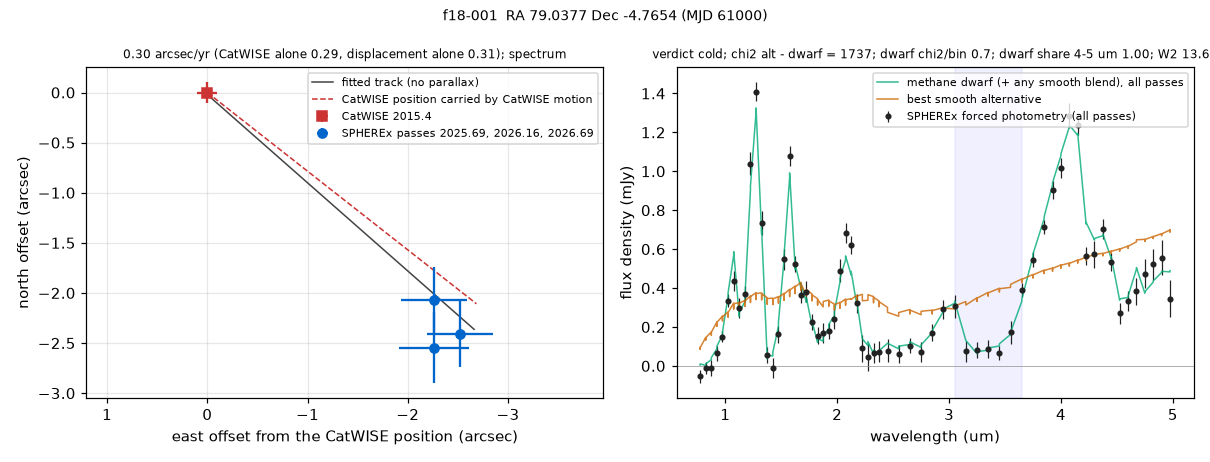 f18-001 RA 79.0377 Dec -4.7654 (MJD 61000)
0.30 arcsec/yr (CatWISE alone 0.29, displacement alone 0.31); spectrum
fitted track (no parallax)
CatWISE position carried by CatWISE motion
CatWISE 2015.4
SPHEREx passes 2025.69, 2026.16, 2026.69
0.0
−0.5
−1.0
−1.5
−2.0
−2.5
−3.0
north offset (arcsec)
1
0
−1
−2
−3
east offset from the CatWISE position (arcsec)
verdict cold; chi2 alt - dwarf = 1737; dwarf chi2/bin 0.7; dwarf share 4-5 um 1.00; W2 13.6
methane dwarf (+ any smooth blend), all passes
best smooth alternative
SPHEREx forced photometry (all passes)
1.4
1.2
1.0
0.8
0.6
0.4
0.2
0.0
flux density (mJy)
1
2
3
4
5
wavelength (um)